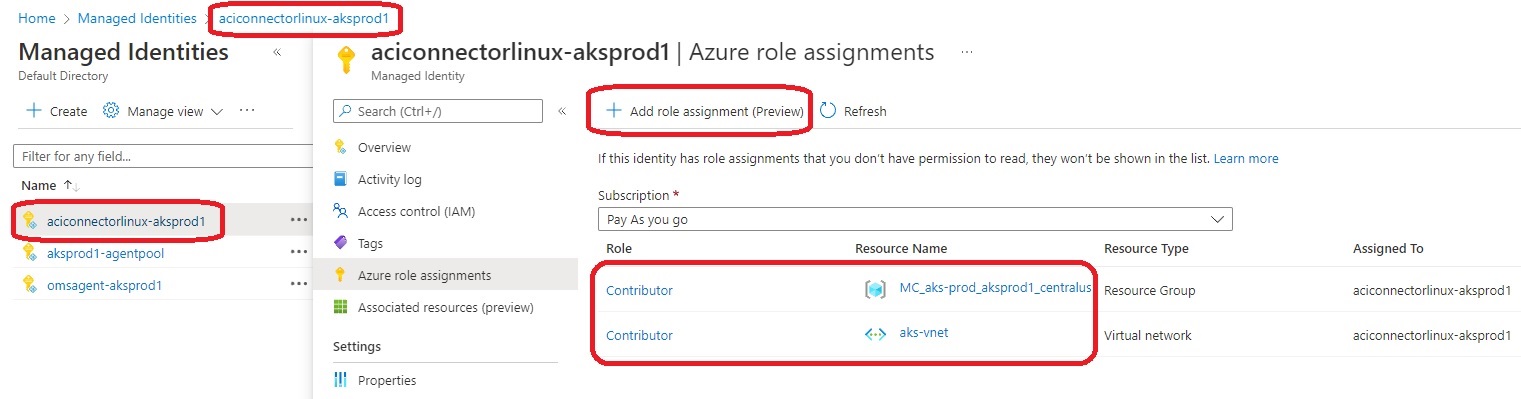 Home > Managed Identities > aciconnectorlinux-aksprod1
Managed Identities
Default Directory
+ Create
Manage view
...
Filter for any field...
Name ↑↓
aciconnectorlinux-aksprod1 ...
aksprod1-agentpool ...
omsagent-aksprod1 ...
aciconnectorlinux-aksprod1 | Azure role assignments ...
Managed Identity
Search (Ctrl+/)
Overview
Activity log
Access control (IAM)
Tags
Azure role assignments
Associated resources (preview)
Settings
Properties
+ Add role assignment (Preview)
Refresh
If this identity has role assignments that you don't have permission to read, they won't be shown in the list. Learn more
Subscription *
Pay As you go
Role Resource Name Resource Type Assigned To
Contributor MC_aks-prod_aksprod1_centralus Resource Group aciconnectorlinux-aksprod1
Contributor aks-vnet Virtual network aciconnectorlinux-aksprod1